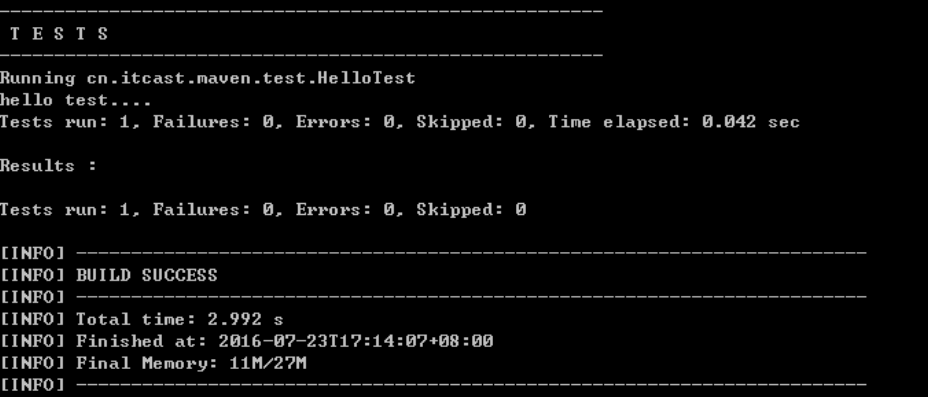 -------------------------------------------------------
 T E S T S
-------------------------------------------------------
Running cn.itcast.maven.test.HelloTest
hello test....
Tests run: 1, Failures: 0, Errors: 0, Skipped: 0, Time elapsed: 0.042 sec

Results :

Tests run: 1, Failures: 0, Errors: 0, Skipped: 0

[INFO] ------------------------------------------------------------------------
[INFO] BUILD SUCCESS
[INFO] ------------------------------------------------------------------------
[INFO] Total time: 2.992 s
[INFO] Finished at: 2016-07-23T17:14:07+08:00
[INFO] Final Memory: 11M/27M
[INFO] ------------------------------------------------------------------------